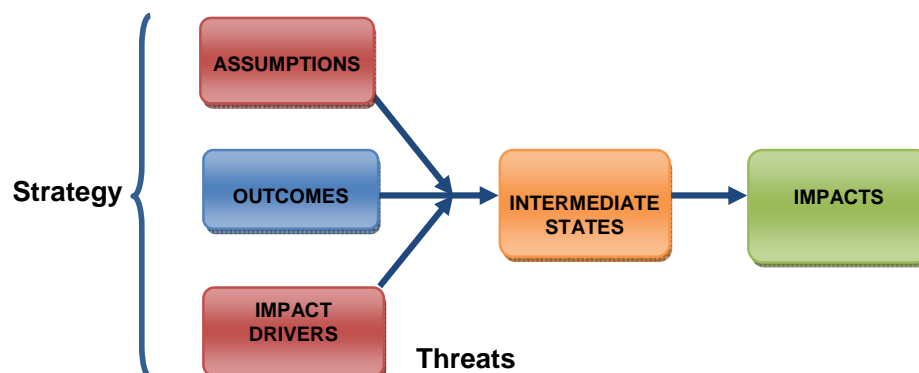 ASSUMPTIONS
Strategy
OUTCOMES
INTERMEDIATE
STATES
IMPACTS
IMPACT
DRIVERS
Threats